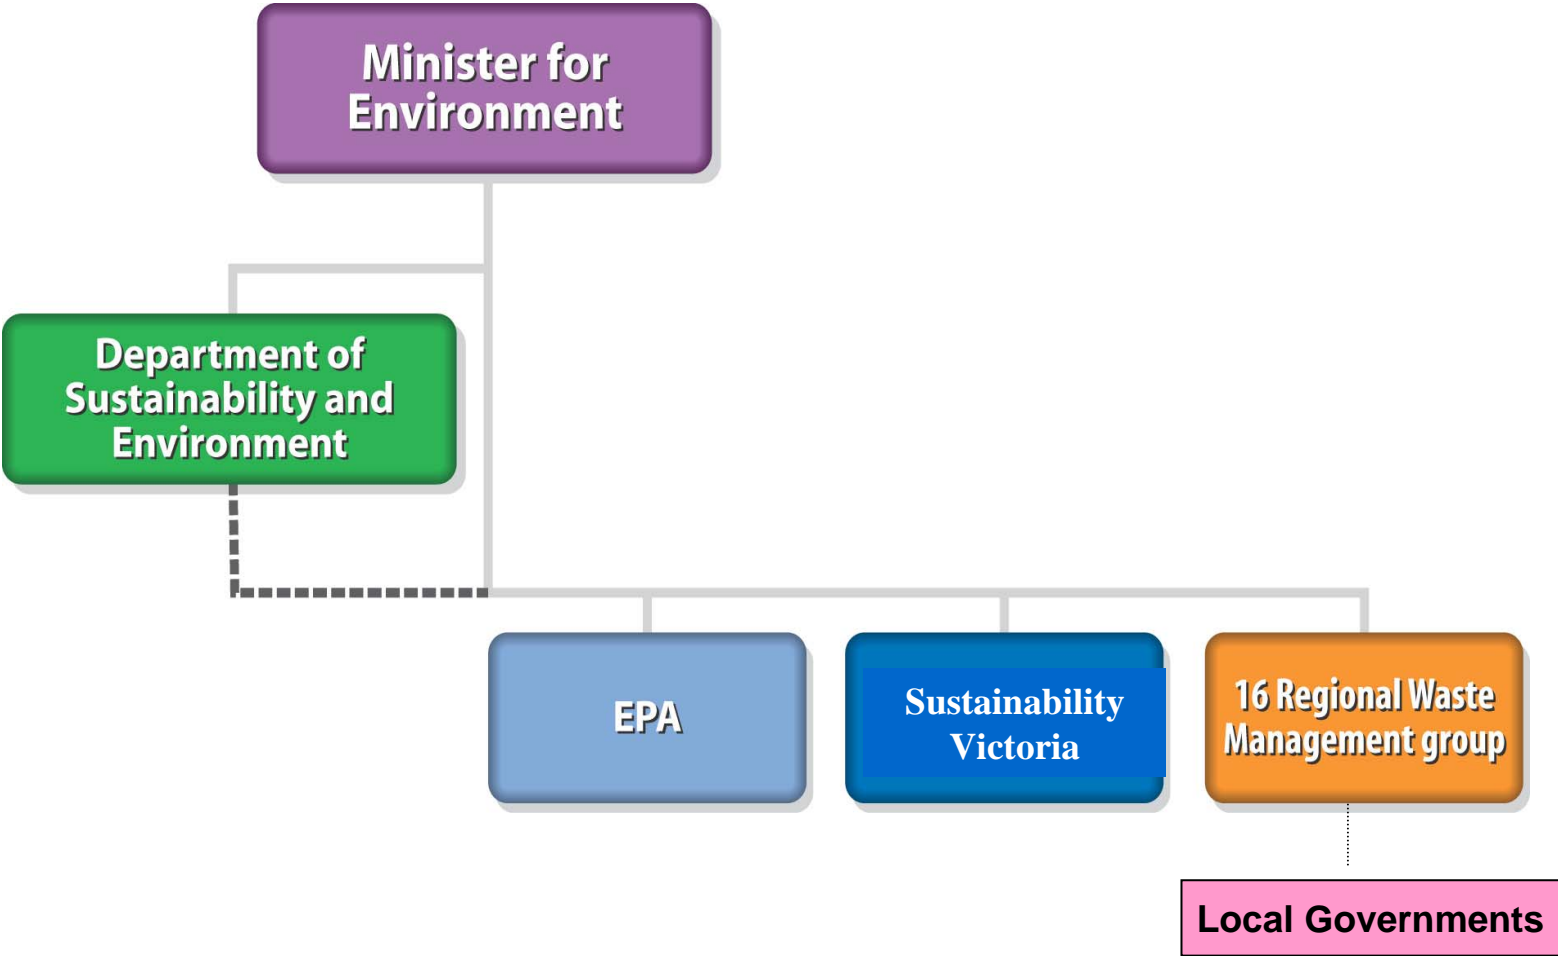 Minister for
Environment
Department of
Sustainability and
Environment
EPA
Sustainability
Victoria
16 Regional Waste
Management group
Local Governments